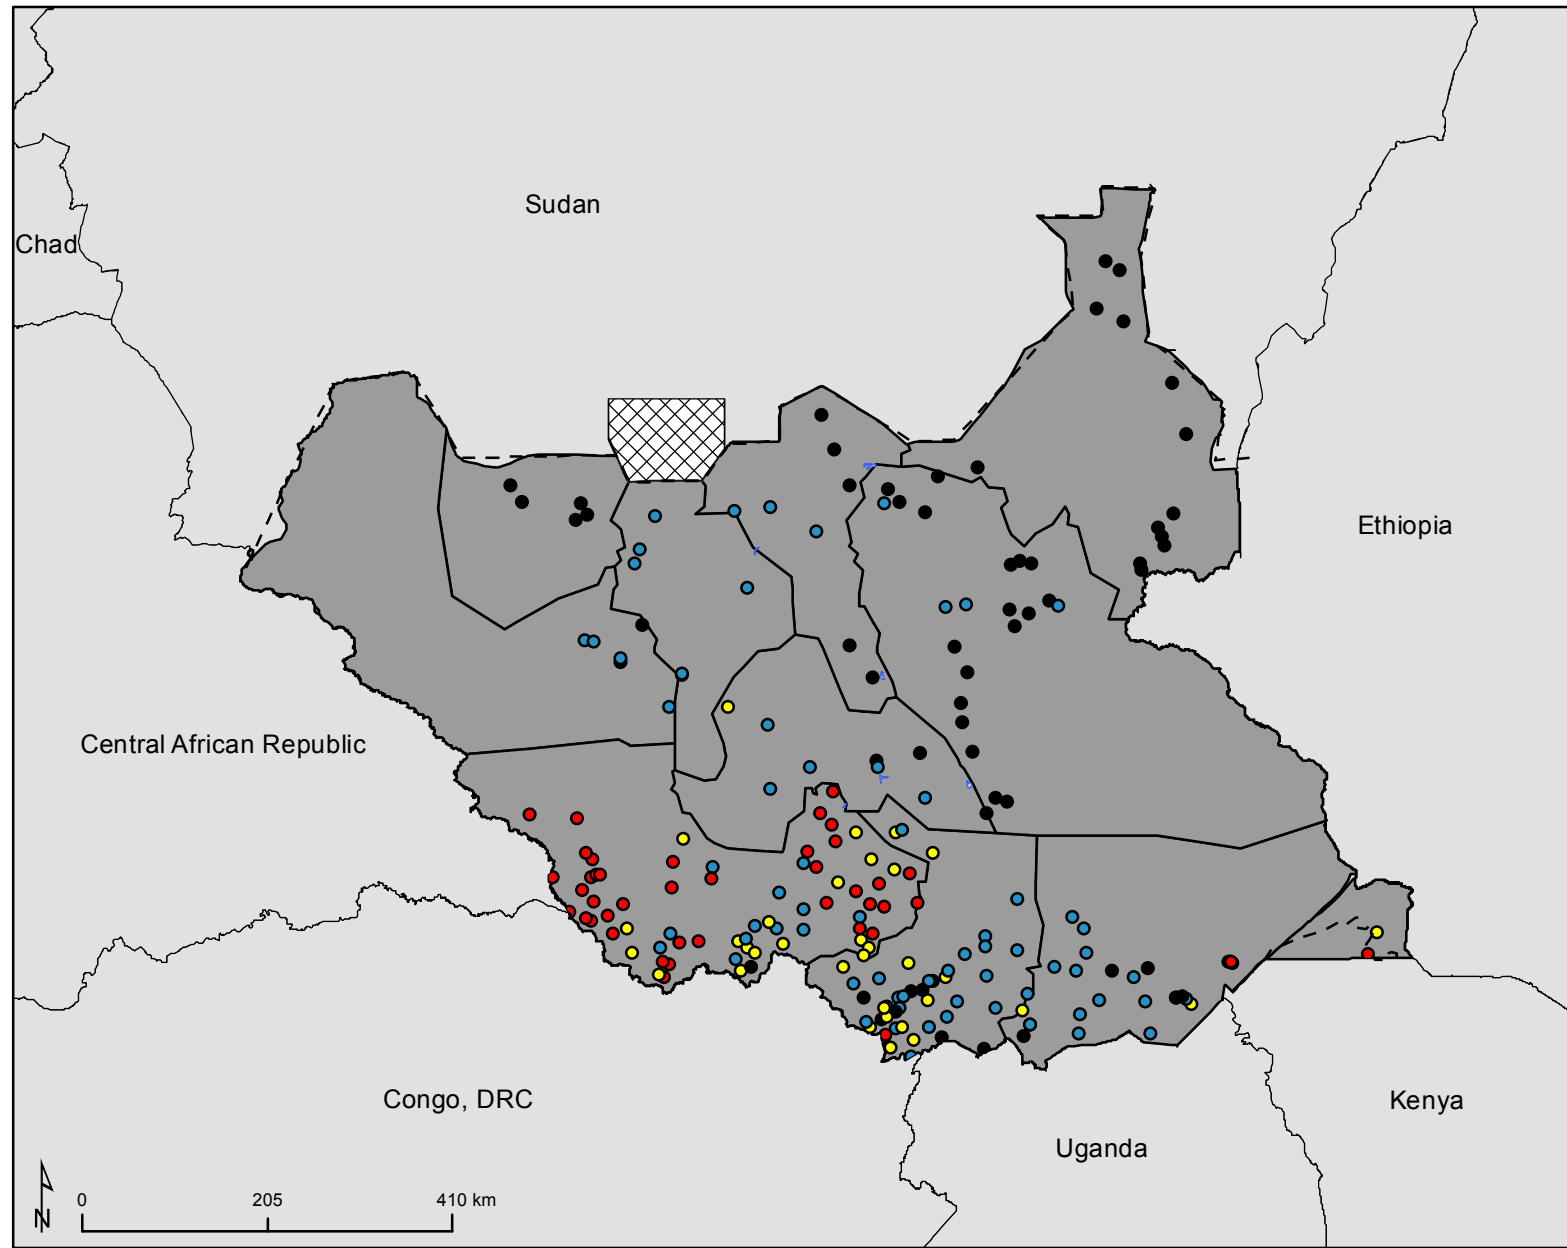 Sudan
Chad
Ethiopia
Central African Republic
Congo, DRC
Kenya
Uganda
N
0 205 410 km